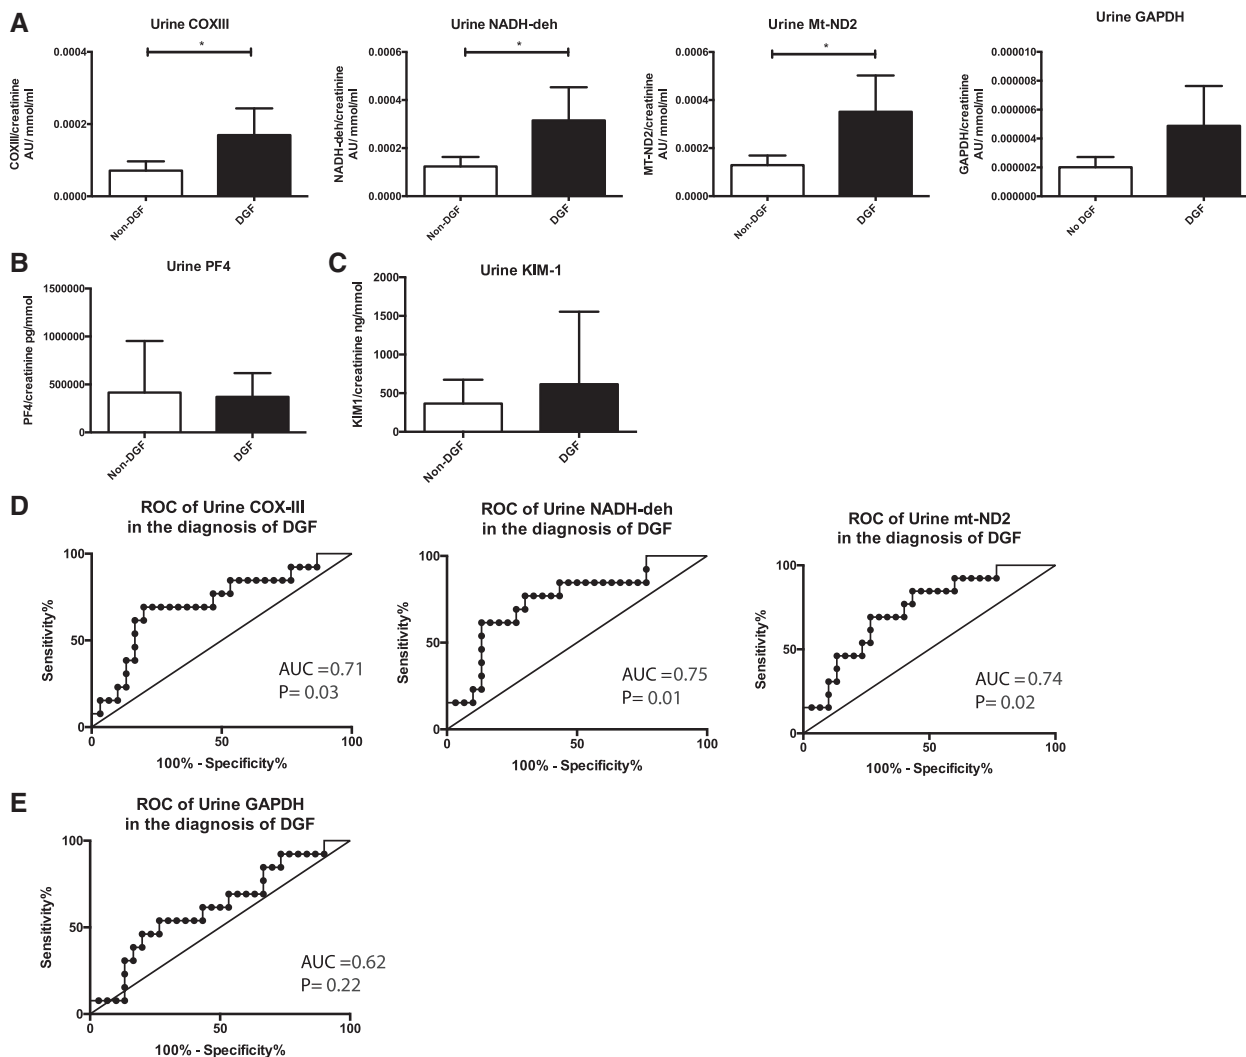 A
Urine COXIII
COXIII/creatinine
AU/ mmol/ml
0.0004
0.0002
0.0000
*
Non-DGF
DGF
Urine NADH-deh
NADH-deh/creatinine
AU/ mmol/ml
0.0006
0.0004
0.0002
0.0000
*
Non-DGF
DGF
Urine Mt-ND2
MT-ND2/creatinine
AU/ mmol/ml
0.0006
0.0004
0.0002
0.0000
*
Non-DGF
DGF
Urine GAPDH
GAPDH/creatinine
AU/ mmol/ml
0.000010
0.000008
0.000006
0.000004
0.000002
0.000000
No DGF
DGF
B
Urine PF4
PF4/creatinine pg/mmol
1500000
1000000
500000
0
Non-DGF
DGF
C
Urine KIM-1
KIM1/creatinine ng/mmol
2000
1500
1000
500
0
Non-DGF
DGF
D
ROC of Urine COX-III
in the diagnosis of DGF
Sensitivity%
100
50
0
AUC =0.71
P= 0.03
0
50
100
100% - Specificity%
ROC of Urine NADH-deh
in the diagnosis of DGF
Sensitivity%
100
50
0
AUC =0.75
P= 0.01
0
50
100
100% - Specificity%
ROC of Urine mt-ND2
in the diagnosis of DGF
Sensitivity%
100
50
0
AUC =0.74
P= 0.02
0
50
100
100% - Specificity%
E
ROC of Urine GAPDH
in the diagnosis of DGF
Sensitivity%
100
50
0
AUC =0.62
P= 0.22
0
50
100
100% - Specificity%